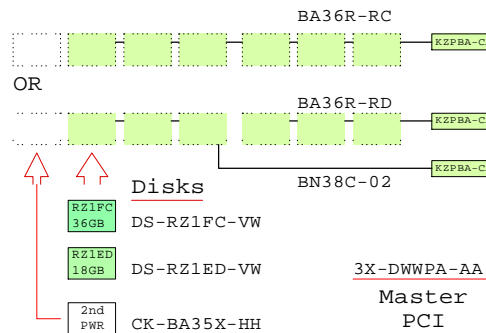 BA36R-RC
KZPBA-C
OR
BA36R-RD
KZPBA-C
KZPBA-C
BN38C-02
Disks
RZ1FC
36GB
DS-RZ1FC-VW
RZ1ED
18GB
DS-RZ1ED-VW
3X-DWWPA-AA
Master
PCI
2nd
PWR
CK-BA35X-HH